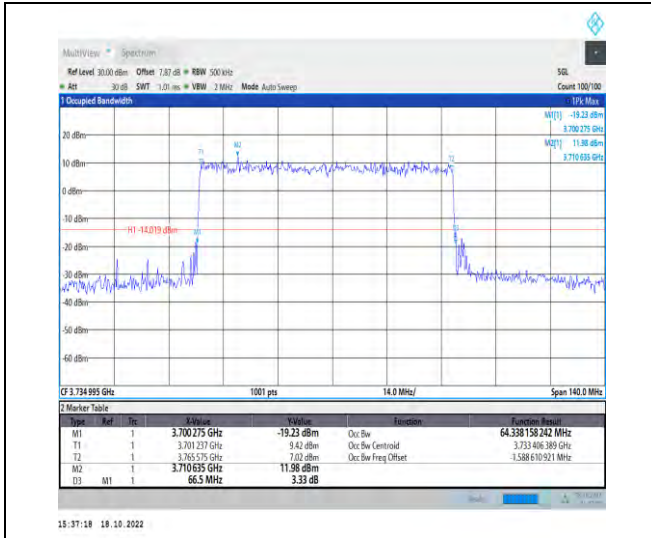 MultiView Spectrum
Ref Level 30.00 dBm Offset 7.87 dB RBW 500 kHz SGL
Att 30 dB SWT 1.01 ms VBW 2 MHz Mode Auto Sweep Count 100/100
1 Occupied Bandwidth 1Pk Max
M1[1] -19.23 dBm
3.700 275 GHz
M2[1] 11.98 dBm
3.710 635 GHz
20 dBm
M2
T1
T2
10 dBm
0 dBm
-10 dBm
H1 -14.019 dBm
M1
D3
-20 dBm
-30 dBm
-40 dBm
-50 dBm
-60 dBm
CF 3.734 995 GHz 1001 pts 14.0 MHz/ Span 140.0 MHz
2 Marker Table
Type Ref Trc X-Value Y-Value Function Function Result
M1 1 3.700 275 GHz -19.23 dBm Occ Bw 64.338 158 242 MHz
T1 1 3.701 237 GHz 9.42 dBm Occ Bw Centroid 3.733 406 389 GHz
T2 1 3.765 575 GHz 7.02 dBm Occ Bw Freq Offset -1.588 610 921 MHz
M2 1 3.710 635 GHz 11.98 dBm
D3 M1 1 66.5 MHz 3.33 dB
15:37:18 18.10.2022